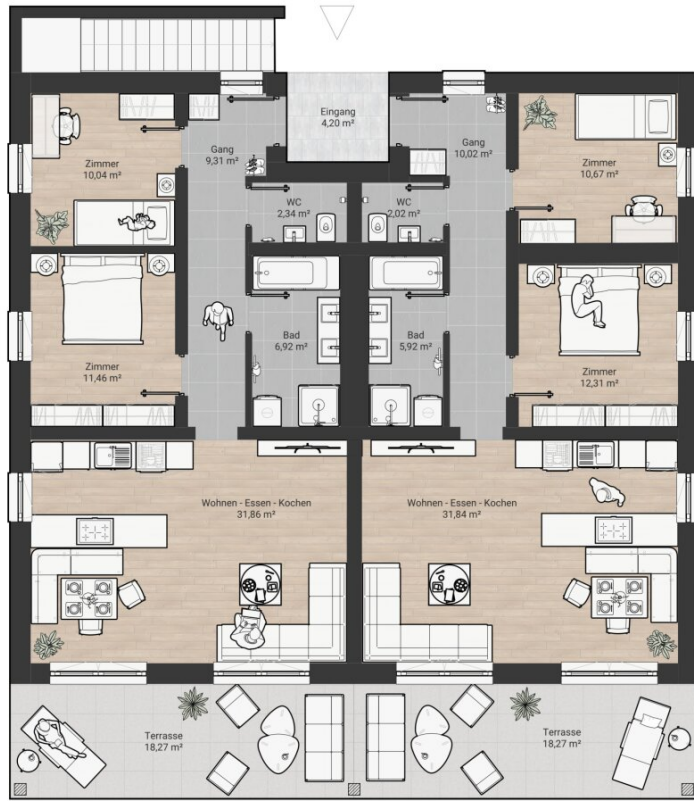 Eingang
4,20 m²
Gang
9,31 m²
Gang
10,02 m²
Zimmer
10,04 m²
Zimmer
10,67 m²
WC
2,34 m²
WC
2,02 m²
Bad
6,92 m²
Bad
5,92 m²
Zimmer
11,46 m²
Zimmer
12,31 m²
Wohnen - Essen - Kochen
31,86 m²
Wohnen - Essen - Kochen
31,84 m²
Terrasse
18,27 m²
Terrasse
18,27 m²